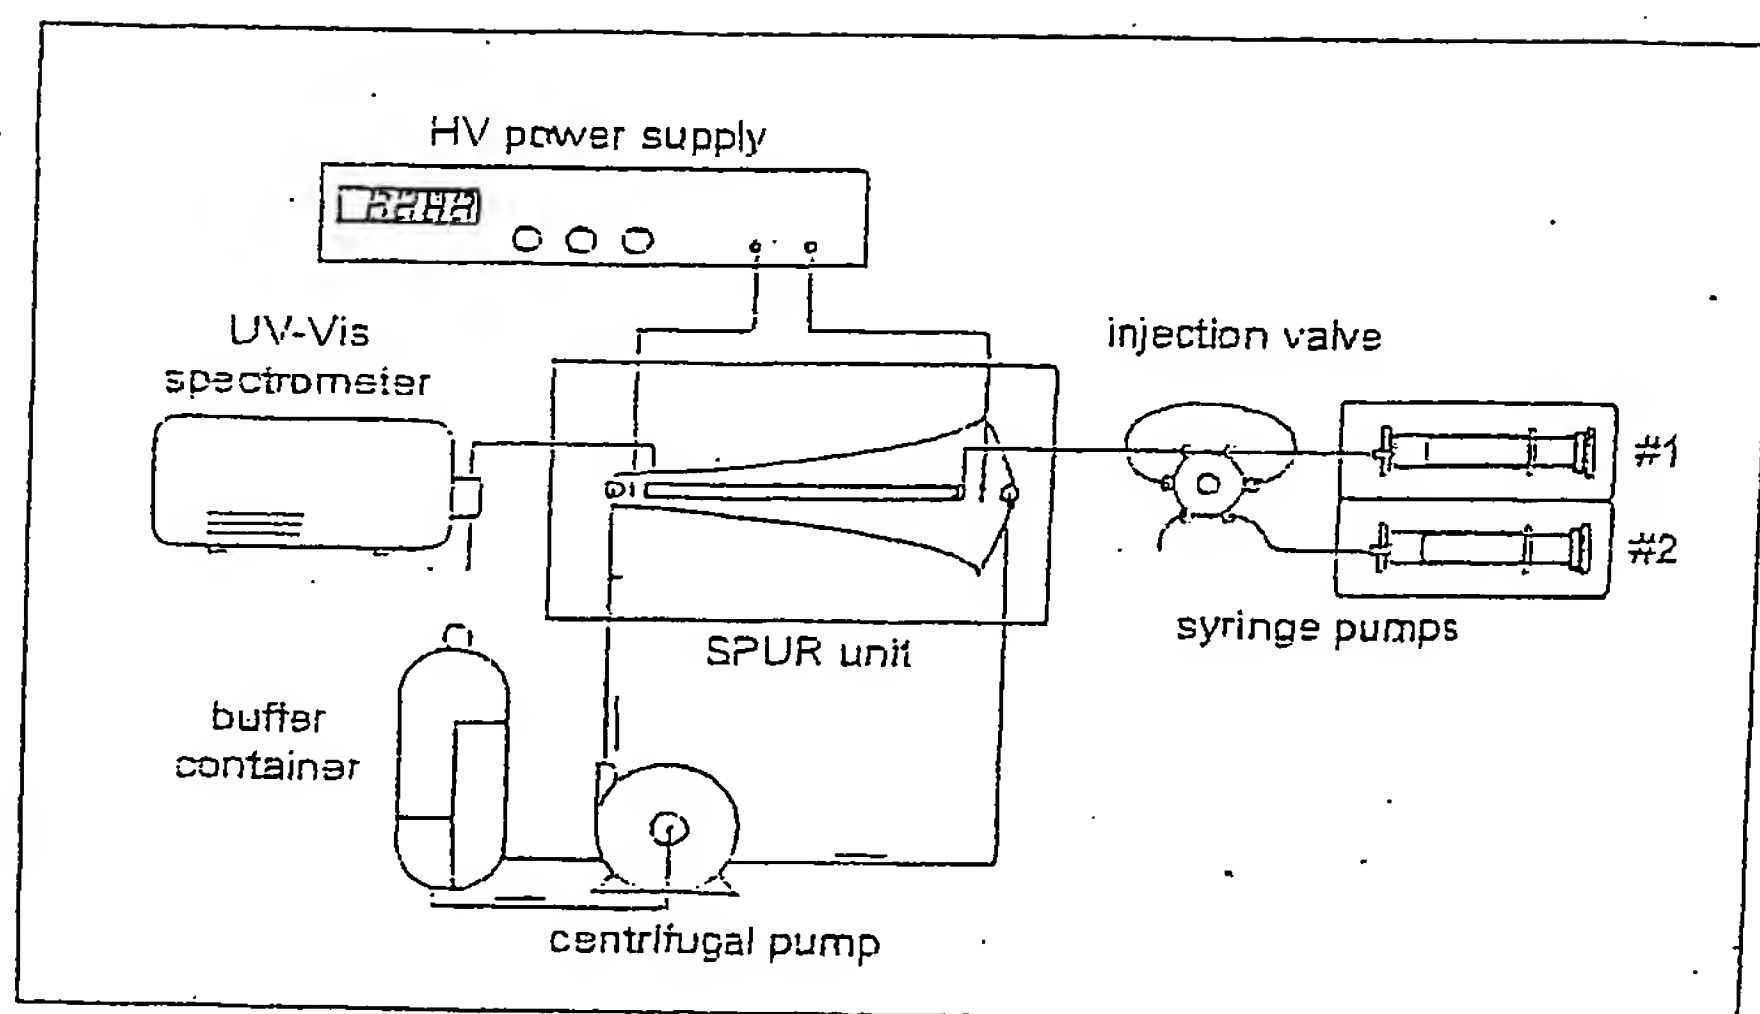 HV power supply
UV-Vis
spectrometer
injection valve
#1
#2
syringe pumps
SPUR unit
buffer
container
centrifugal pump